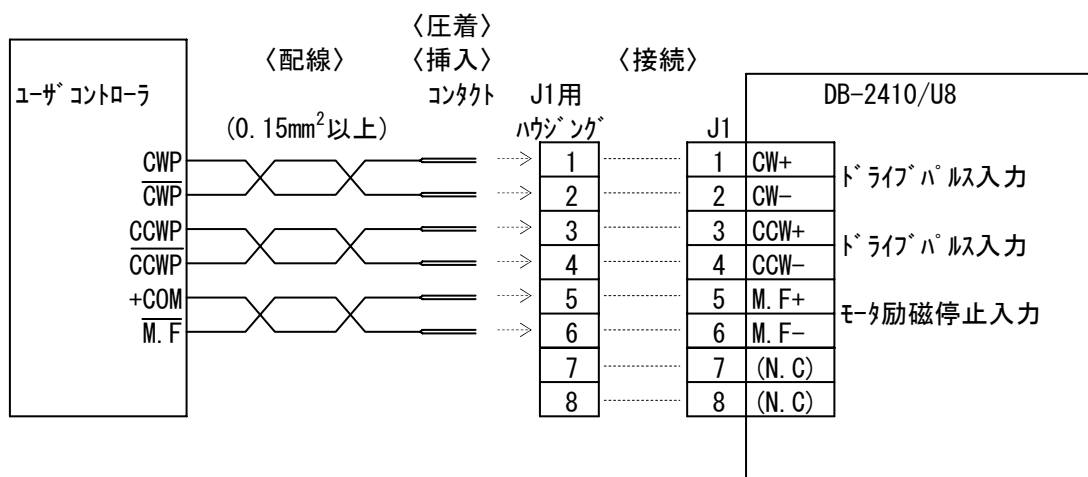 〈圧着〉
〈配線〉 〈挿入〉 〈接続〉
ﾕｰｻﾞｺﾝﾄﾛｰﾗ ｺﾝﾀｸﾄ J1用 DB-2410/U8
(0.15mm²以上) ﾊｳｼﾞﾝｸﾞ J1
CWP 1 1 CW+
ﾄﾞﾗｲﾌﾞﾊﾟﾙｽ入力
C̅W̅P̅ 2 2 CW-
CCWP 3 3 CCW+
ﾄﾞﾗｲﾌﾞﾊﾟﾙｽ入力
C̅C̅W̅P̅ 4 4 CCW-
+COM 5 5 M.F+
ﾓｰﾀ励磁停止入力
M̅.̅F̅ 6 6 M.F-
7 7 (N.C)
8 8 (N.C)